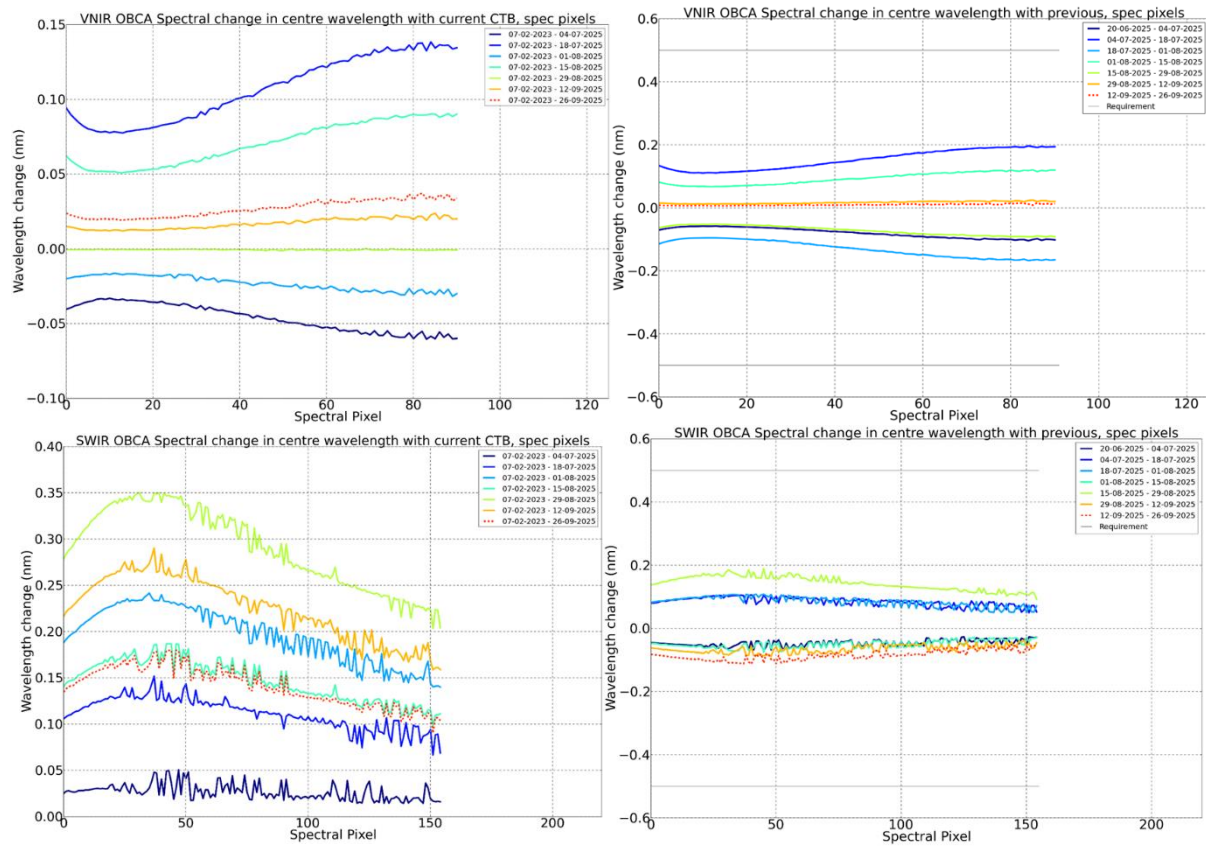 VNIR OBCA Spectral change in centre wavelength with current CTB, spec pixels
Wavelength change (nm)
0.15
0.10
0.05
0.00
−0.05
−0.10
0 20 40 60 80 100 120
Spectral Pixel
07-02-2023 - 04-07-2025
07-02-2023 - 18-07-2025
07-02-2023 - 01-08-2025
07-02-2023 - 15-08-2025
07-02-2023 - 29-08-2025
07-02-2023 - 12-09-2025
07-02-2023 - 26-09-2025
VNIR OBCA Spectral change in centre wavelength with previous, spec pixels
Wavelength change (nm)
0.6
0.4
0.2
0.0
−0.2
−0.4
−0.6
0 20 40 60 80 100 120
Spectral Pixel
20-06-2025 - 04-07-2025
04-07-2025 - 18-07-2025
18-07-2025 - 01-08-2025
01-08-2025 - 15-08-2025
15-08-2025 - 29-08-2025
29-08-2025 - 12-09-2025
12-09-2025 - 26-09-2025
Requirement
SWIR OBCA Spectral change in centre wavelength with current CTB, spec pixels
Wavelength change (nm)
0.40
0.35
0.30
0.25
0.20
0.15
0.10
0.05
0.00
0 50 100 150 200
Spectral Pixel
07-02-2023 - 04-07-2025
07-02-2023 - 18-07-2025
07-02-2023 - 01-08-2025
07-02-2023 - 15-08-2025
07-02-2023 - 29-08-2025
07-02-2023 - 12-09-2025
07-02-2023 - 26-09-2025
SWIR OBCA Spectral change in centre wavelength with previous, spec pixels
Wavelength change (nm)
0.6
0.4
0.2
0.0
−0.2
−0.4
−0.6
0 50 100 150 200
Spectral Pixel
20-06-2025 - 04-07-2025
04-07-2025 - 18-07-2025
18-07-2025 - 01-08-2025
01-08-2025 - 15-08-2025
15-08-2025 - 29-08-2025
29-08-2025 - 12-09-2025
12-09-2025 - 26-09-2025
Requirement